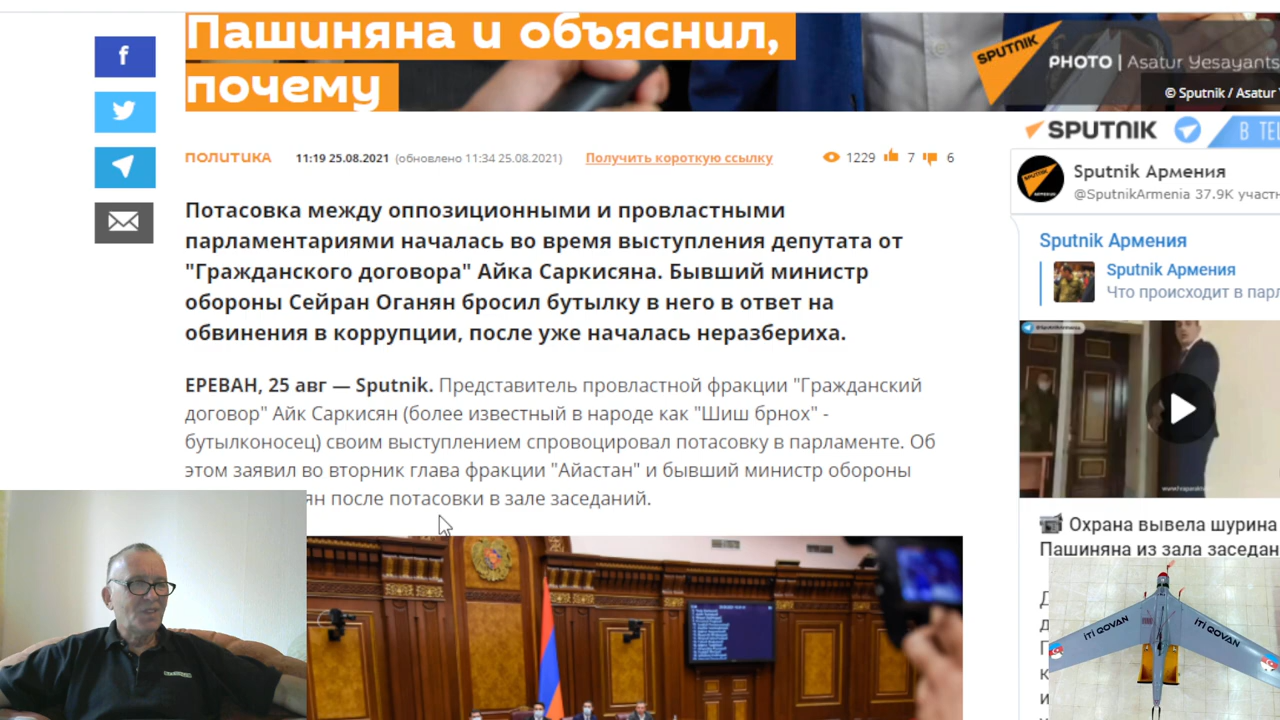 Пашиняна и объяснил,
почему
SPUTNIK
PHOTO | Asatur Yesayants
© Sputnik / Asatur
f
ПОЛИТИКА 11:19 25.08.2021 (обновлено 11:34 25.08.2021) Получить короткую ссылку 1229 7 6
Потасовка между оппозиционными и провластными
парламентариями началась во время выступления депутата от
"Гражданского договора" Айка Саркисяна. Бывший министр
обороны Сейран Оганян бросил бутылку в него в ответ на
обвинения в коррупции, после уже началась неразбериха.
ЕРЕВАН, 25 авг — Sputnik. Представитель провластной фракции "Гражданский
договор" Айк Саркисян (более известный в народе как "Шиш брнох" -
бутылконосец) своим выступлением спровоцировал потасовку в парламенте. Об
этом заявил во вторник глава фракции "Айастан" и бывший министр обороны
ян после потасовки в зале заседаний.
SPUTNIK В ТЕ
Sputnik Армения
@SputnikArmenia 37.9K участн
Sputnik Армения
Sputnik Армения
Что происходит в пар
Охрана вывела шурина
Пашиняна из зала заседан
İTİ QOVAN İTİ QOVAN